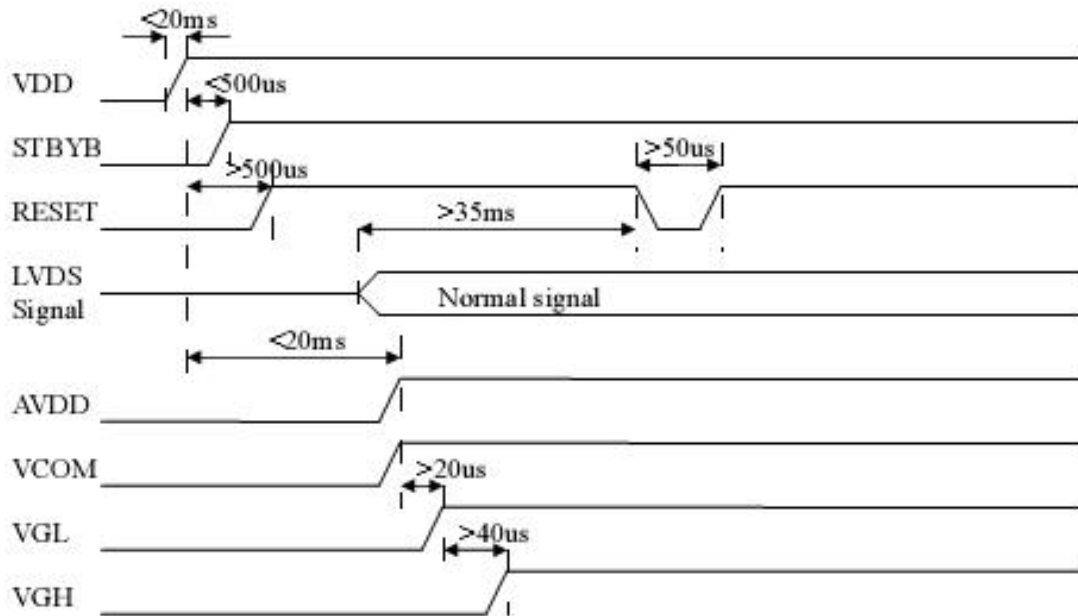 <20ms
VDD
<500us
STBYB
>500us
>50us
RESET
>35ms
LVDS
Signal
Normal signal
<20ms
AVDD
VCOM
>20us
VGL
>40us
VGH